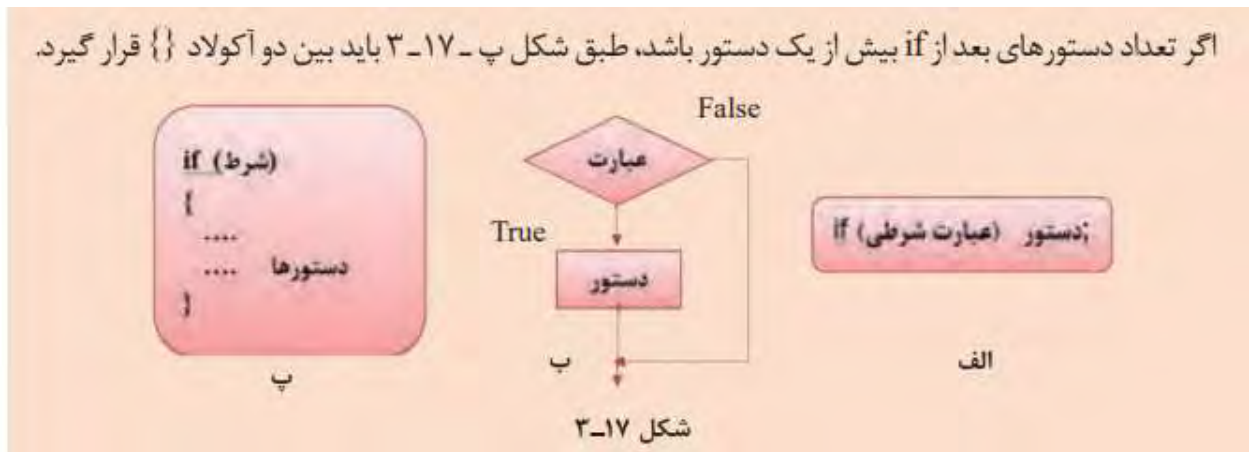 اگر تعداد دستورهای بعد از if بیش از یک دستور باشد، طبق شکل پ ـ ۱۷ـ ۳ باید بین دو آکولاد {} قرار گیرد.
if (عبارت شرطی) دستور;
الف
False
عبارت
True
دستور
ب
if (شرط)
{
....
.... دستورها
}
پ
شکل ۱۷ـ۳